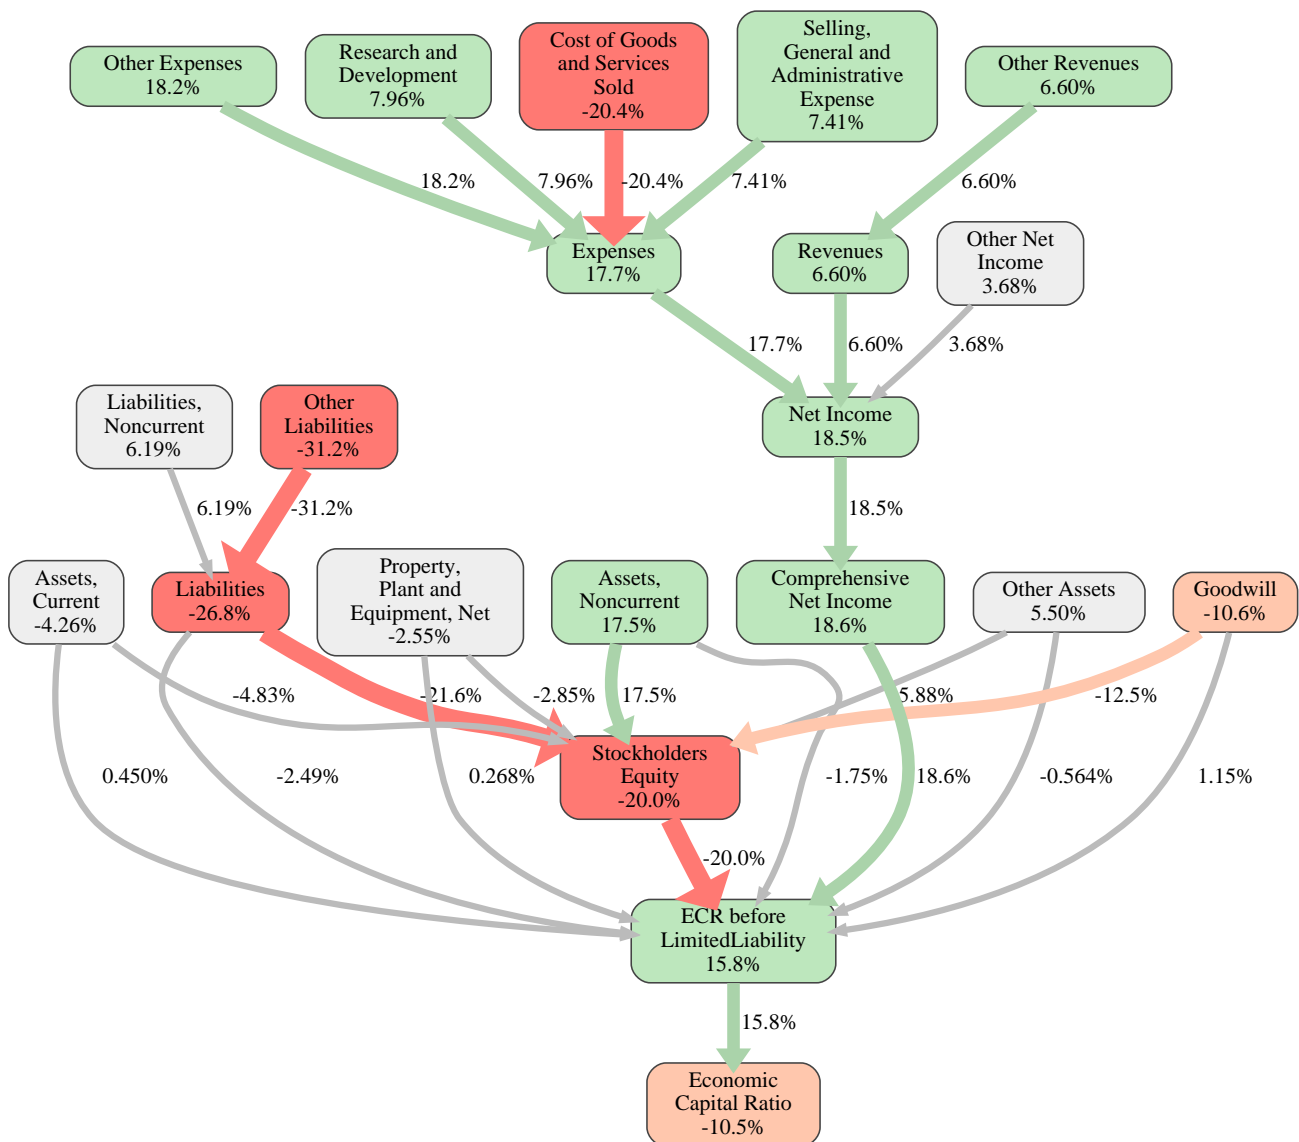 Other Expenses
18.2%
Research and
Development
7.96%
Cost of Goods
and Services
Sold
-20.4%
Selling,
General and
Administrative
Expense
7.41%
Other Revenues
6.60%
18.2%
7.96%
-20.4%
7.41%
6.60%
Expenses
17.7%
Revenues
6.60%
Other Net
Income
3.68%
17.7%
6.60%
3.68%
Liabilities,
Noncurrent
6.19%
Other
Liabilities
-31.2%
Net Income
18.5%
6.19%
-31.2%
18.5%
Assets,
Current
-4.26%
Liabilities
-26.8%
Property,
Plant and
Equipment, Net
-2.55%
Assets,
Noncurrent
17.5%
Comprehensive
Net Income
18.6%
Other Assets
5.50%
Goodwill
-10.6%
-4.83%
-21.6%
-2.85%
17.5%
5.88%
-12.5%
0.450%
-2.49%
0.268%
Stockholders
Equity
-20.0%
-1.75%
18.6%
-0.564%
1.15%
-20.0%
ECR before
LimitedLiability
15.8%
15.8%
Economic
Capital Ratio
-10.5%